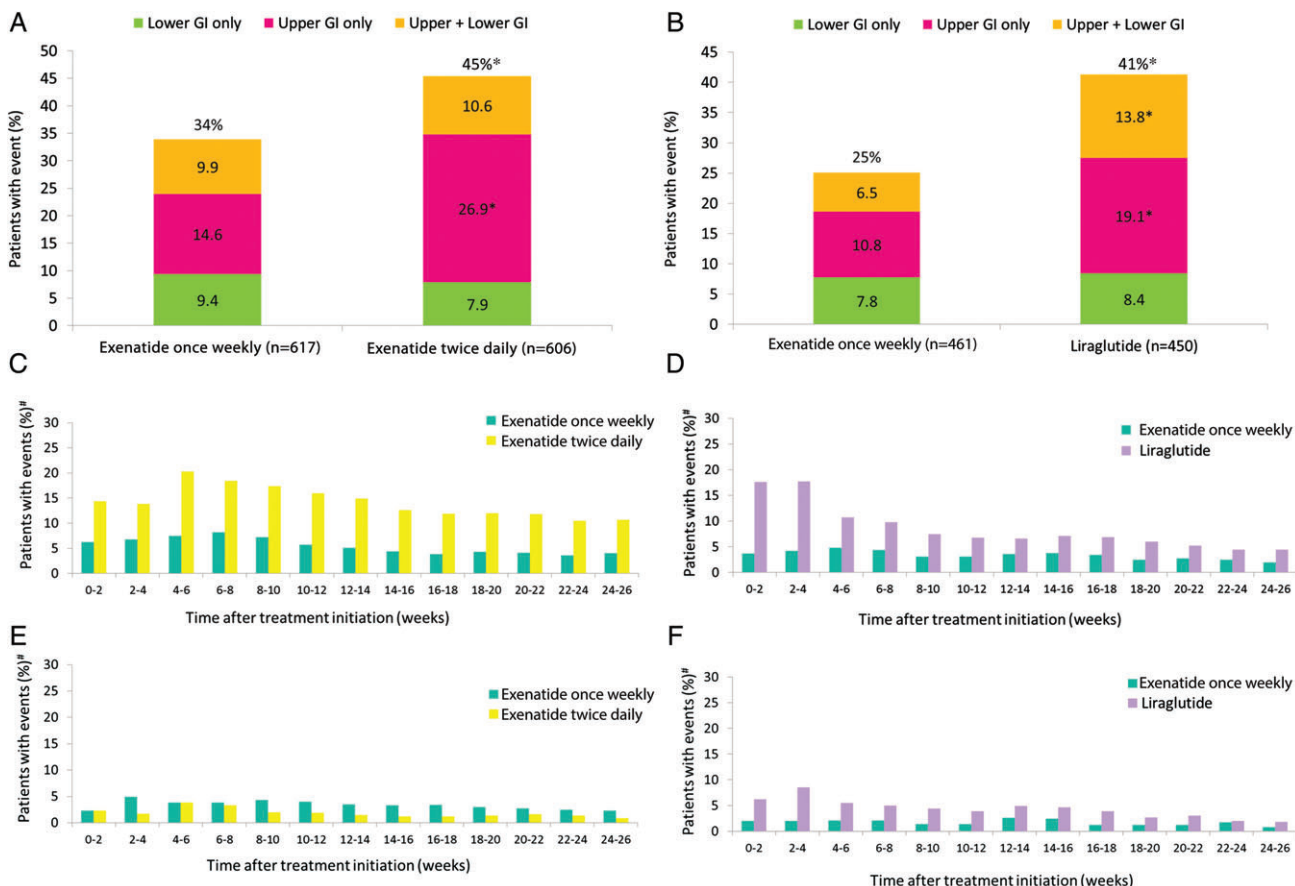 A
Lower GI only Upper GI only Upper + Lower GI
Patients with event (%)
50
45
40
35
30
25
20
15
10
5
0
34%
9.9
14.6
9.4
45%*
10.6
26.9*
7.9
Exenatide once weekly (n=617) Exenatide twice daily (n=606)
B
Lower GI only Upper GI only Upper + Lower GI
Patients with event (%)
45
40
35
30
25
20
15
10
5
0
25%
6.5
10.8
7.8
41%*
13.8*
19.1*
8.4
Exenatide once weekly (n=461) Liraglutide (n=450)
C
Patients with events (%)#
30
25
20
15
10
5
0
Exenatide once weekly
Exenatide twice daily
0-2 2-4 4-6 6-8 8-10 10-12 12-14 14-16 16-18 18-20 20-22 22-24 24-26
Time after treatment initiation (weeks)
D
Patients with events (%)#
30
25
20
15
10
5
0
Exenatide once weekly
Liraglutide
0-2 2-4 4-6 6-8 8-10 10-12 12-14 14-16 16-18 18-20 20-22 22-24 24-26
Time after treatment initiation (weeks)
E
Patients with events (%)#
30
25
20
15
10
5
0
Exenatide once weekly
Exenatide twice daily
0-2 2-4 4-6 6-8 8-10 10-12 12-14 14-16 16-18 18-20 20-22 22-24 24-26
Time after treatment initiation (weeks)
F
Patients with events (%)#
30
25
20
15
10
5
0
Exenatide once weekly
Liraglutide
0-2 2-4 4-6 6-8 8-10 10-12 12-14 14-16 16-18 18-20 20-22 22-24 24-26
Time after treatment initiation (weeks)